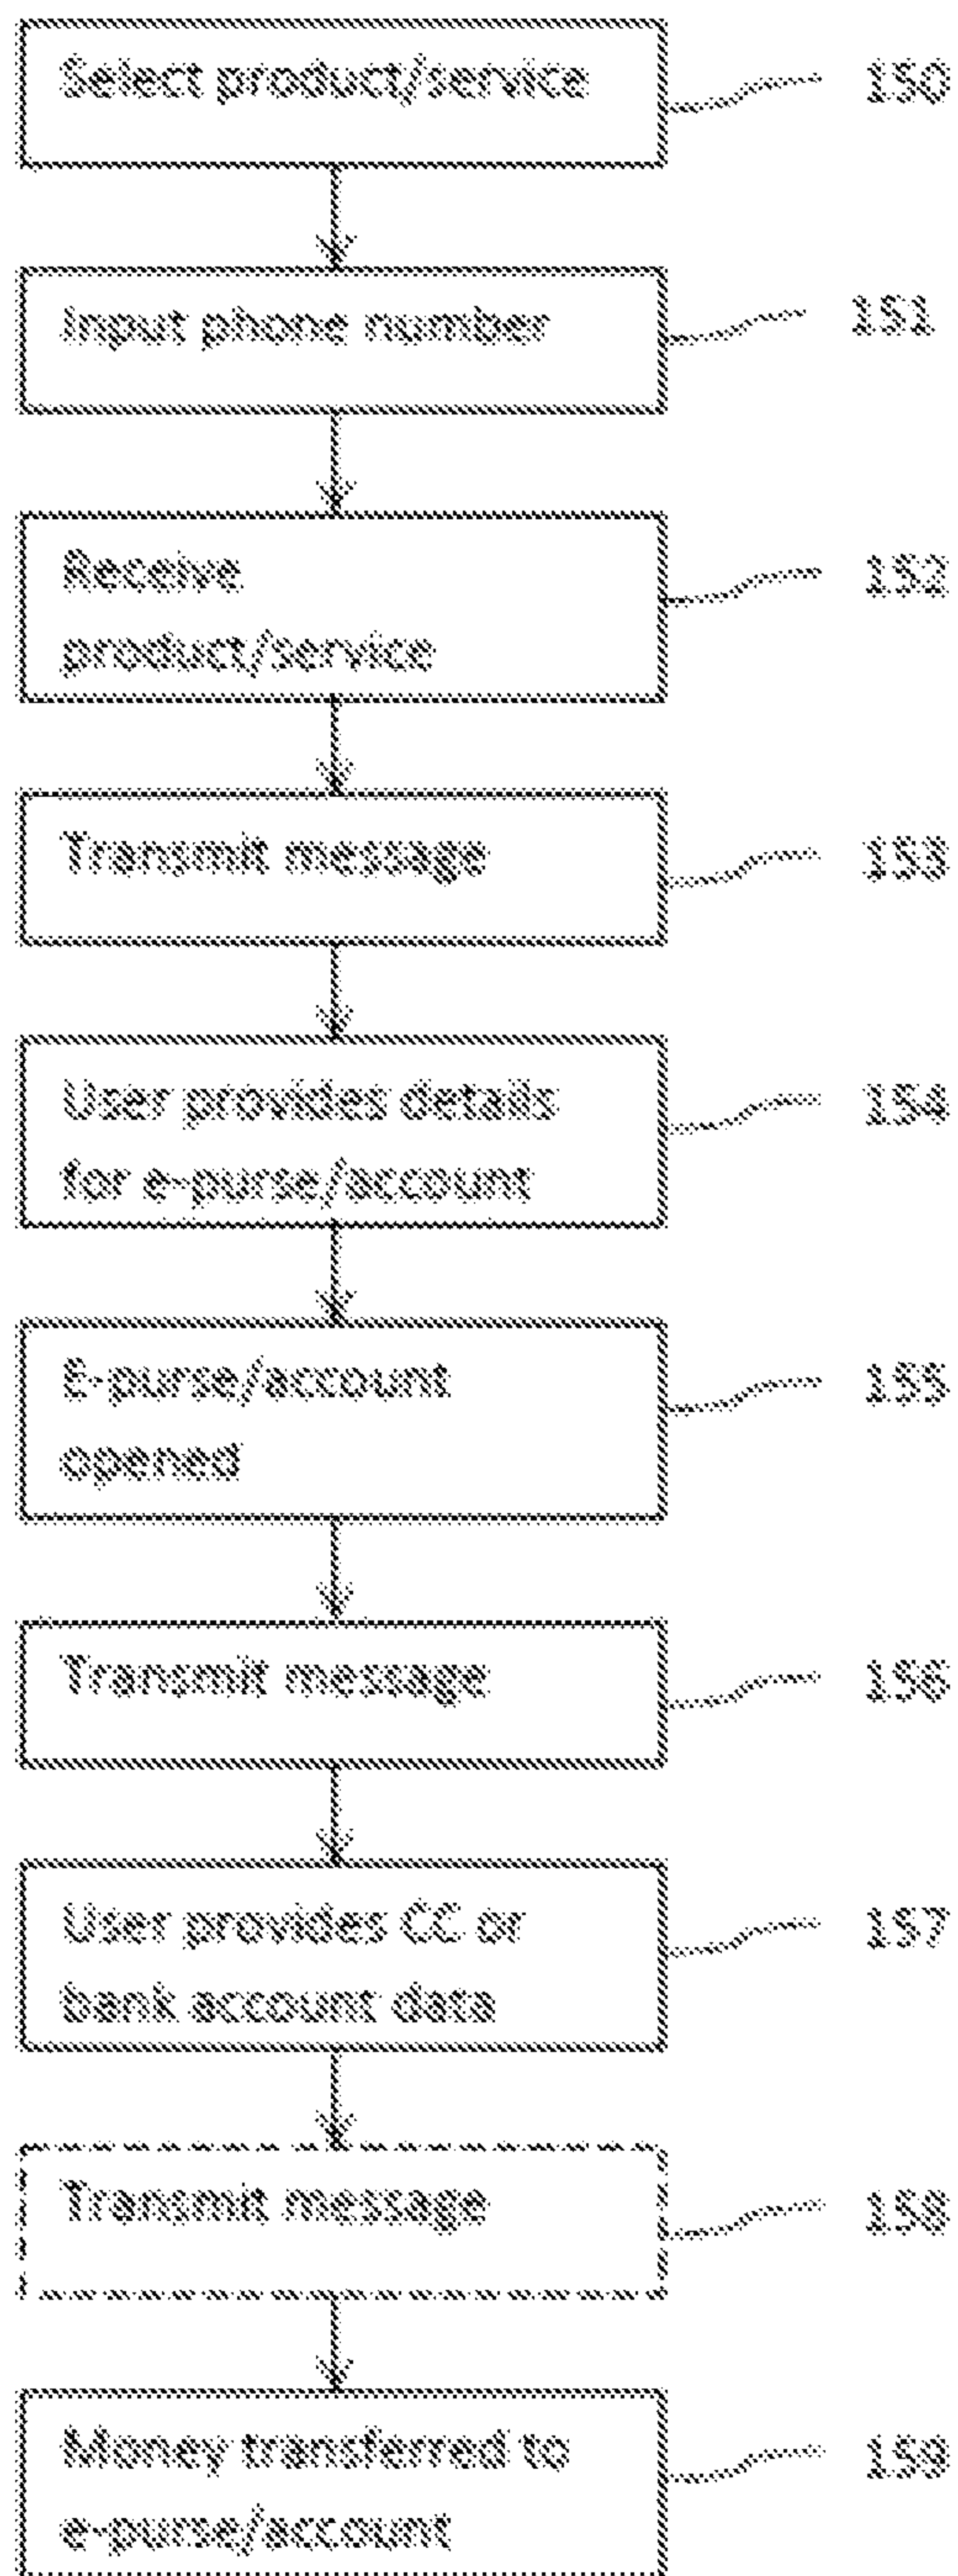 Select product/service
150
Input phone number
151
Receive
152
product/service
Transmit message
153
User provides details
154
for e-purse/account
E-purse/account
155
opened
Transmit message
156
User provides CC or
157
bank account data
Transmit message
158
Money transferred to
159
e-purse/account